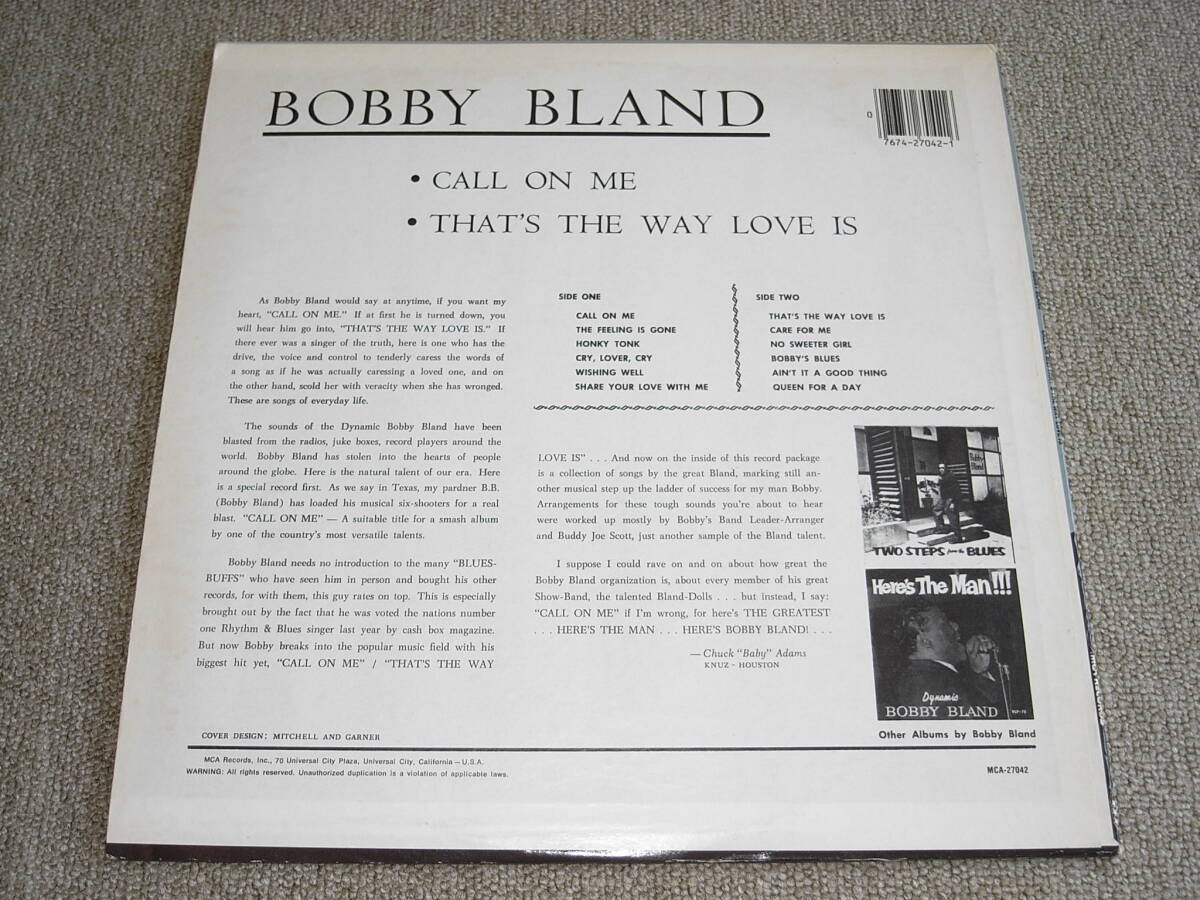 BOBBY BLAND
0
7674-27042-1
• CALL ON ME
• THAT'S THE WAY LOVE IS
As Bobby Bland would say at anytime, if you want my
heart, "CALL ON ME." If at first he is turned down, you
will hear him go into, "THAT'S THE WAY LOVE IS." If
there ever was a singer of the truth, here is one who has the
drive, the voice and control to tenderly caress the words of
a song as if he was actually caressing a loved one, and on
the other hand, scold her with veracity when she has wronged.
These are songs of everyday life.
The sounds of the Dynamic Bobby Bland have been
blasted from the radios, juke boxes, record players around the
world. Bobby Bland has stolen into the hearts of people
around the globe. Here is the natural talent of our era. Here
is a special record first. As we say in Texas, my pardner B.B.
(Bobby Bland) has loaded his musical six-shooters for a real
blast. "CALL ON ME" — A suitable title for a smash album
by one of the country's most versatile talents.
Bobby Bland needs no introduction to the many "BLUES-
BUFFS" who have seen him in person and bought his other
records, for with them, this guy rates on top. This is especially
brought out by the fact that he was voted the nations number
one Rhythm & Blues singer last year by cash box magazine.
But now Bobby breaks into the popular music field with his
biggest hit yet, "CALL ON ME" / "THAT'S THE WAY
SIDE ONE
CALL ON ME
THE FEELING IS GONE
HONKY TONK
CRY, LOVER, CRY
WISHING WELL
SHARE YOUR LOVE WITH ME
SIDE TWO
THAT'S THE WAY LOVE IS
CARE FOR ME
NO SWEETER GIRL
BOBBY'S BLUES
AIN'T IT A GOOD THING
QUEEN FOR A DAY
LOVE IS" . . . And now on the inside of this record package
is a collection of songs by the great Bland, marking still an-
other musical step up the ladder of success for my man Bobby.
Arrangements for these tough sounds you're about to hear
were worked up mostly by Bobby's Band Leader-Arranger
and Buddy Joe Scott, just another sample of the Bland talent.
I suppose I could rave on and on about how great the
Bobby Bland organization is, about every member of his great
Show-Band, the talented Bland-Dolls . . . but instead, I say:
"CALL ON ME" if I'm wrong, for here's THE GREATEST
. . . HERE'S THE MAN . . . HERE'S BOBBY BLAND! . . .
— Chuck "Baby" Adams
KNUZ - HOUSTON
Bobby
Bland
TWO STEPS from the BLUES
Here's The Man!!!
Dynamic
BOBBY BLAND
Other Albums by Bobby Bland
COVER DESIGN: MITCHELL AND GARNER
MCA Records, Inc., 70 Universal City Plaza, Universal City, California – U.S.A.
WARNING: All rights reserved. Unauthorized duplication is a violation of applicable laws.
MCA-27042